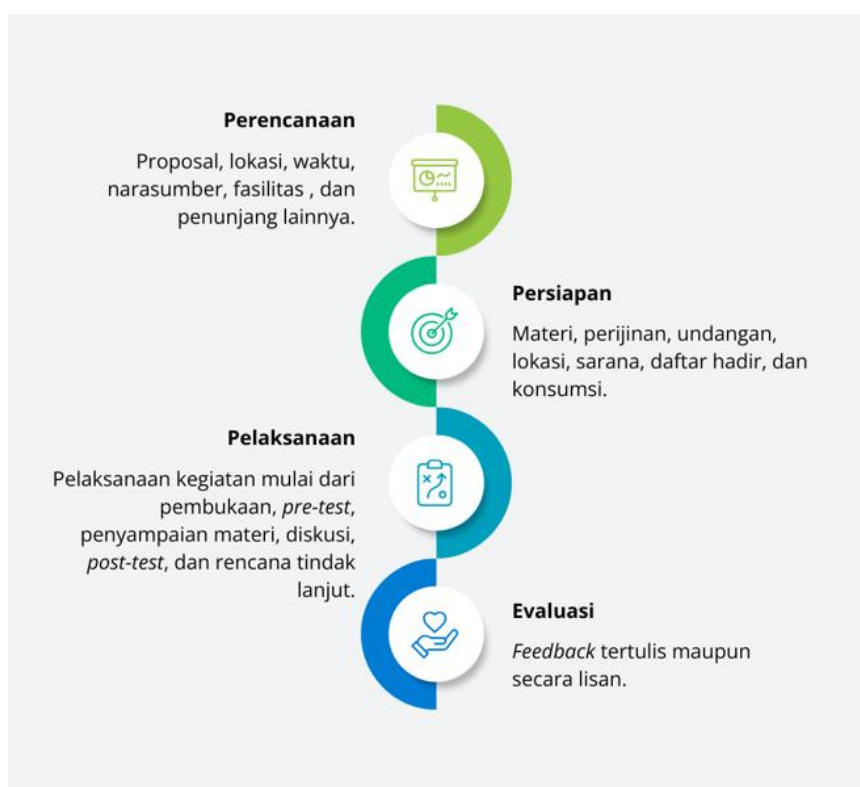 Perencanaan
Proposal, lokasi, waktu,
narasumber, fasilitas , dan
penunjang lainnya.
Persiapan
Materi, perijinan, undangan,
lokasi, sarana, daftar hadir, dan
konsumsi.
Pelaksanaan
Pelaksanaan kegiatan mulai dari
pembukaan, pre-test,
penyampaian materi, diskusi,
post-test, dan rencana tindak
lanjut.
Evaluasi
Feedback tertulis maupun
secara lisan.